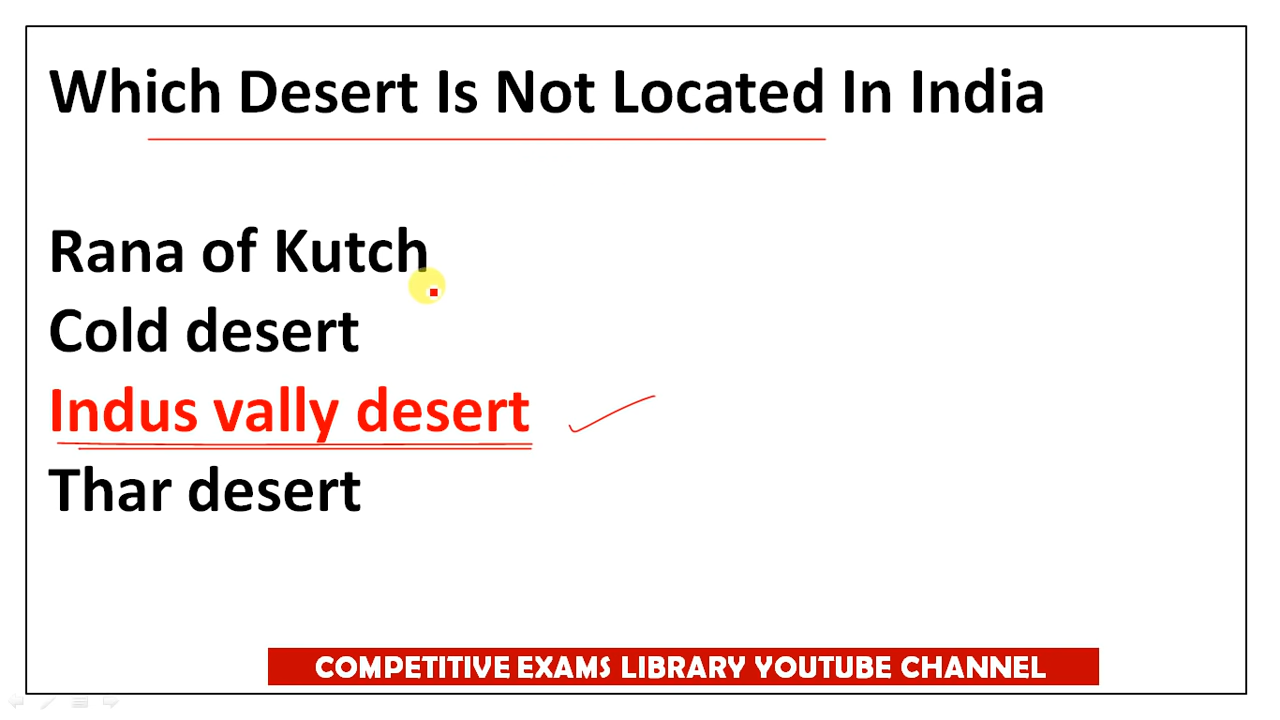 Which Desert Is Not Located In India
Rana of Kutch
Cold desert
Indus vally desert
Thar desert
COMPETITIVE EXAMS LIBRARY YOUTUBE CHANNEL